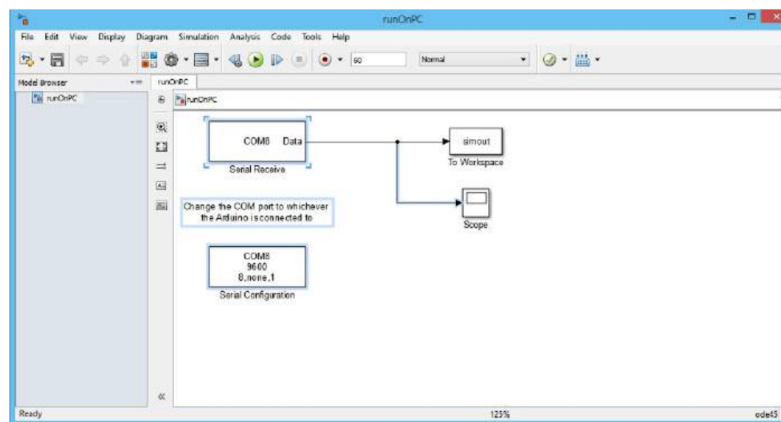 runOnPC
File Edit View Display Diagram Simulation Analysis Code Tools Help
60 Normal
Model Browser
runOnPC
runOnPC
runOnPC
COM8 Data
Serial Receive
simout
To Workspace
Scope
Change the COM port to whichever
the Arduino is connected to
COM8
9600
8,none,1
Serial Configuration
Ready
125%
ode45